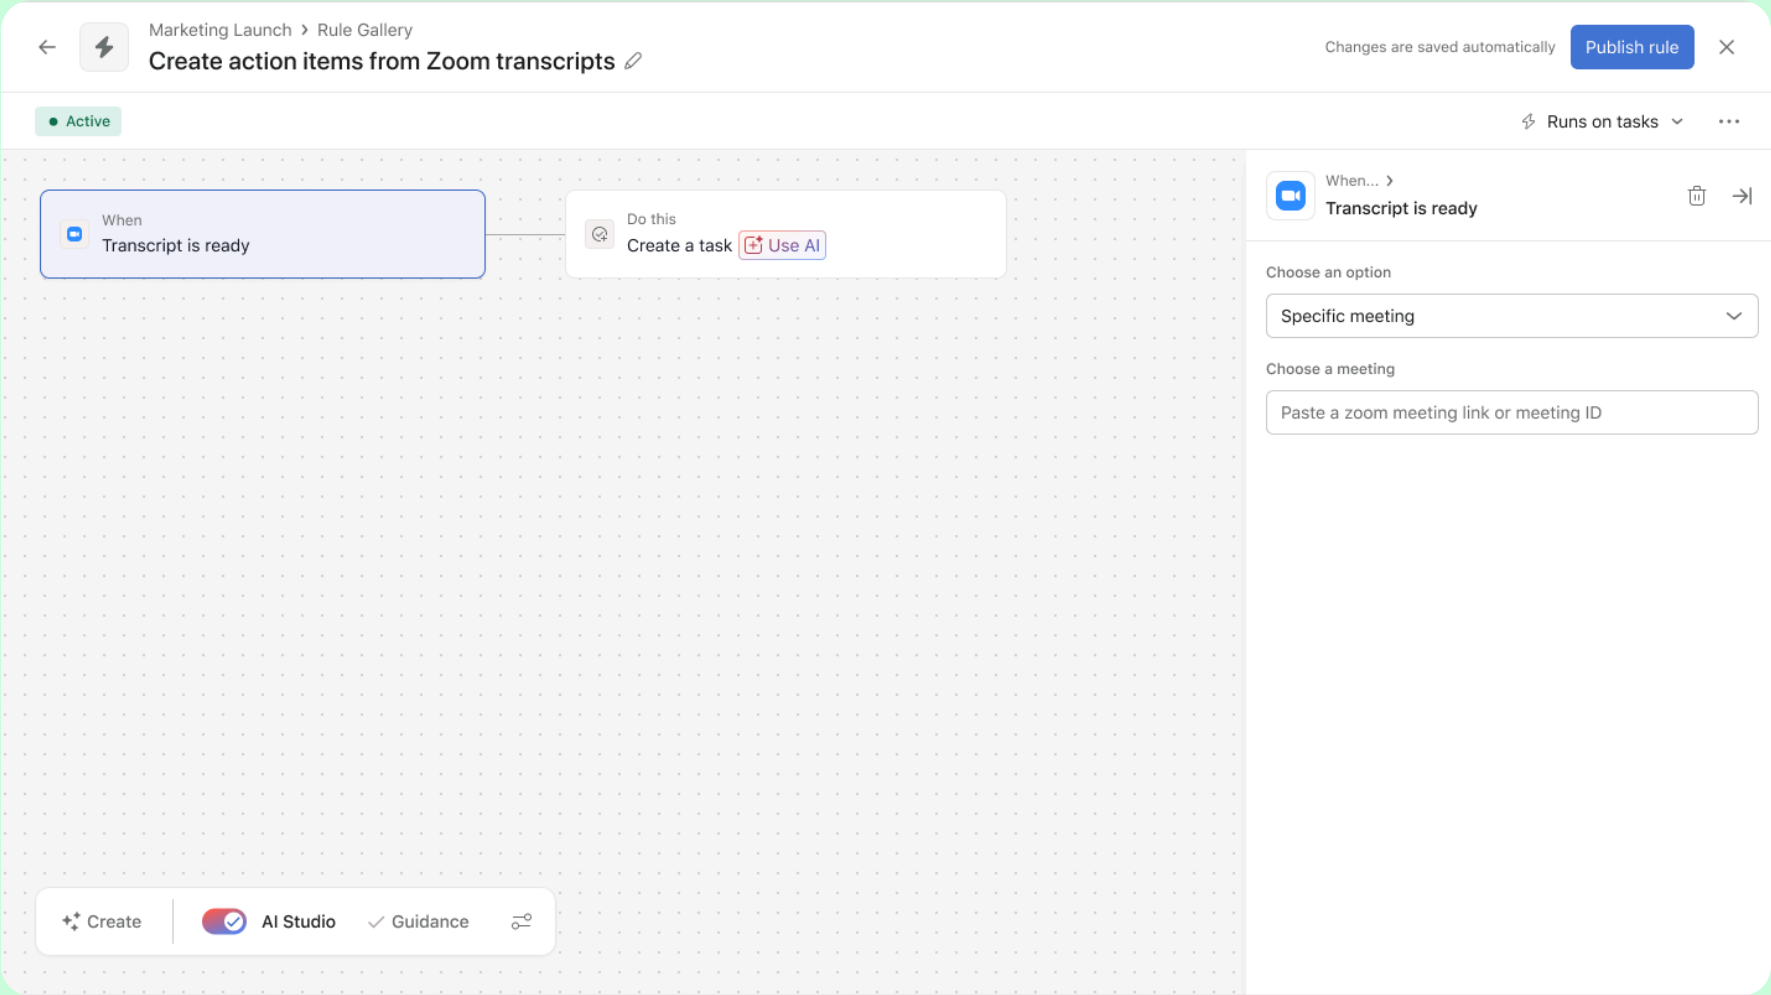 Marketing Launch > Rule Gallery
Create action items from Zoom transcripts
Changes are saved automatically
Publish rule
Active
Runs on tasks
When
Transcript is ready
Do this
Create a task Use AI
When... >
Transcript is ready
Choose an option
Specific meeting
Choose a meeting
Paste a zoom meeting link or meeting ID
Create
AI Studio
Guidance